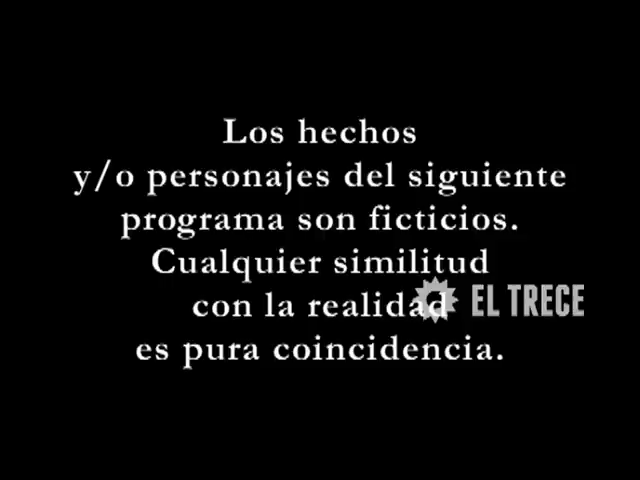 Los hechos
y/o personajes del siguiente
programa son ficticios.
Cualquier similitud
con la realidad
EL TRECE
es pura coincidencia.